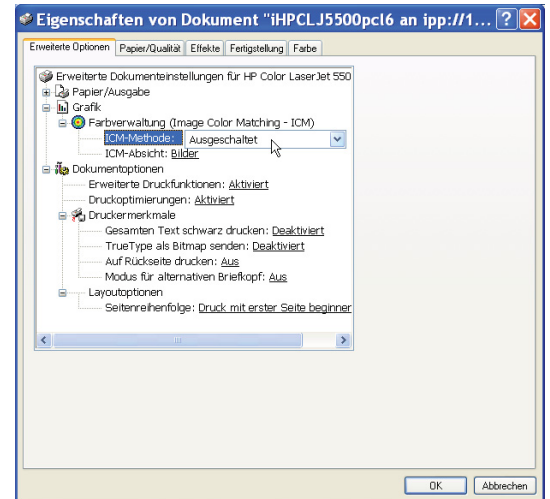 Eigenschaften von Dokument "iHPCLJ5500pcl6 an ipp://1...
Erweiterte Optionen Papier/Qualität Effekte Fertigstellung Farbe
Erweiterte Dokumenteinstellungen für HP Color LaserJet 550
Papier/Ausgabe
Grafik
Farbverwaltung (Image Color Matching - ICM)
ICM-Methode: Ausgeschaltet
ICM-Absicht: Bilder
Dokumentoptionen
Erweiterte Druckfunktionen: Aktiviert
Druckoptimierungen: Aktiviert
Druckermerkmale
Gesamten Text schwarz drucken: Deaktiviert
TrueType als Bitmap senden: Deaktiviert
Auf Rückseite drucken: Aus
Modus für alternativen Briefkopf: Aus
Layoutoptionen
Seitenreihenfolge: Druck mit erster Seite beginner
OK Abbrechen